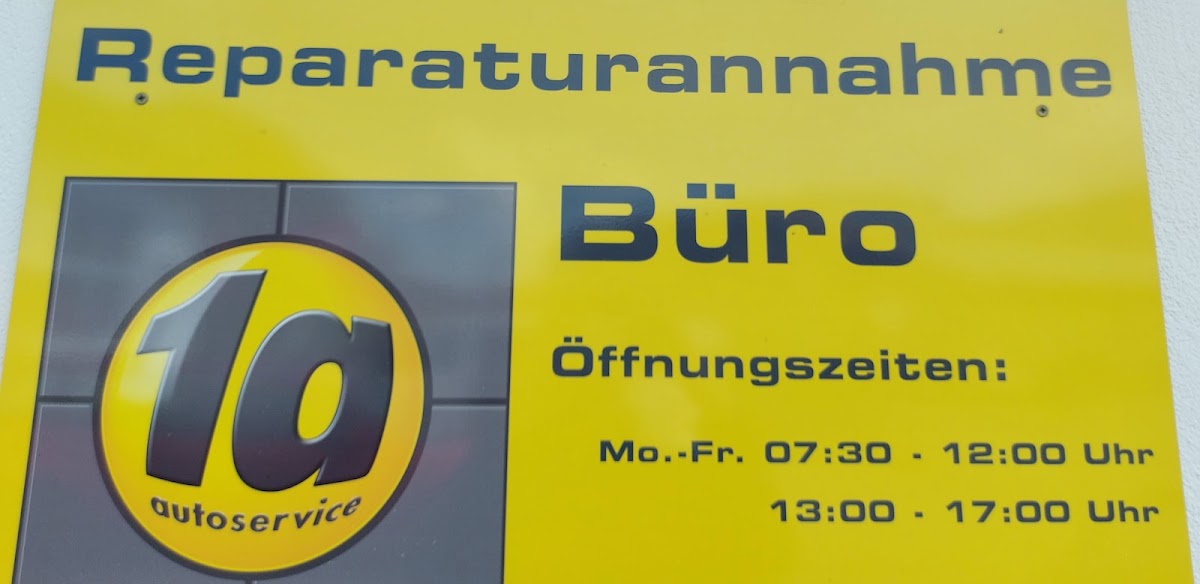 Reparaturannahme
Büro
1a
autoservice
Öffnungszeiten:
Mo.-Fr. 07:30 - 12:00 Uhr
13:00 - 17:00 Uhr